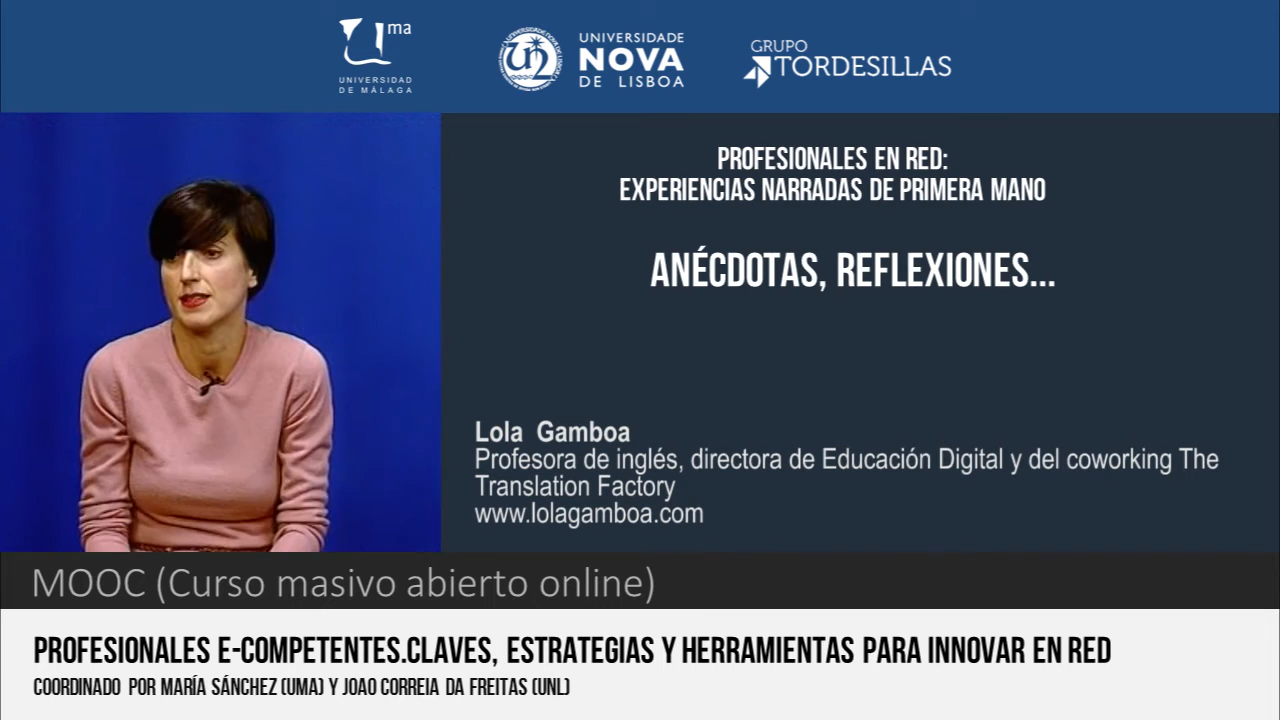 uma
UNIVERSIDAD
DE MÁLAGA
UNIVERSIDADE
NOVA
DE LISBOA
GRUPO
TORDESILLAS
PROFESIONALES EN RED:
EXPERIENCIAS NARRADAS DE PRIMERA MANO
ANÉCDOTAS, REFLEXIONES...
Lola Gamboa
Profesora de inglés, directora de Educación Digital y del coworking The
Translation Factory
www.lolagamboa.com
MOOC (Curso masivo abierto online)
PROFESIONALES E-COMPETENTES.CLAVES, ESTRATEGIAS Y HERRAMIENTAS PARA INNOVAR EN RED
COORDINADO POR MARÍA SÁNCHEZ (UMA) Y JOAO CORREIA DA FREITAS (UNL)